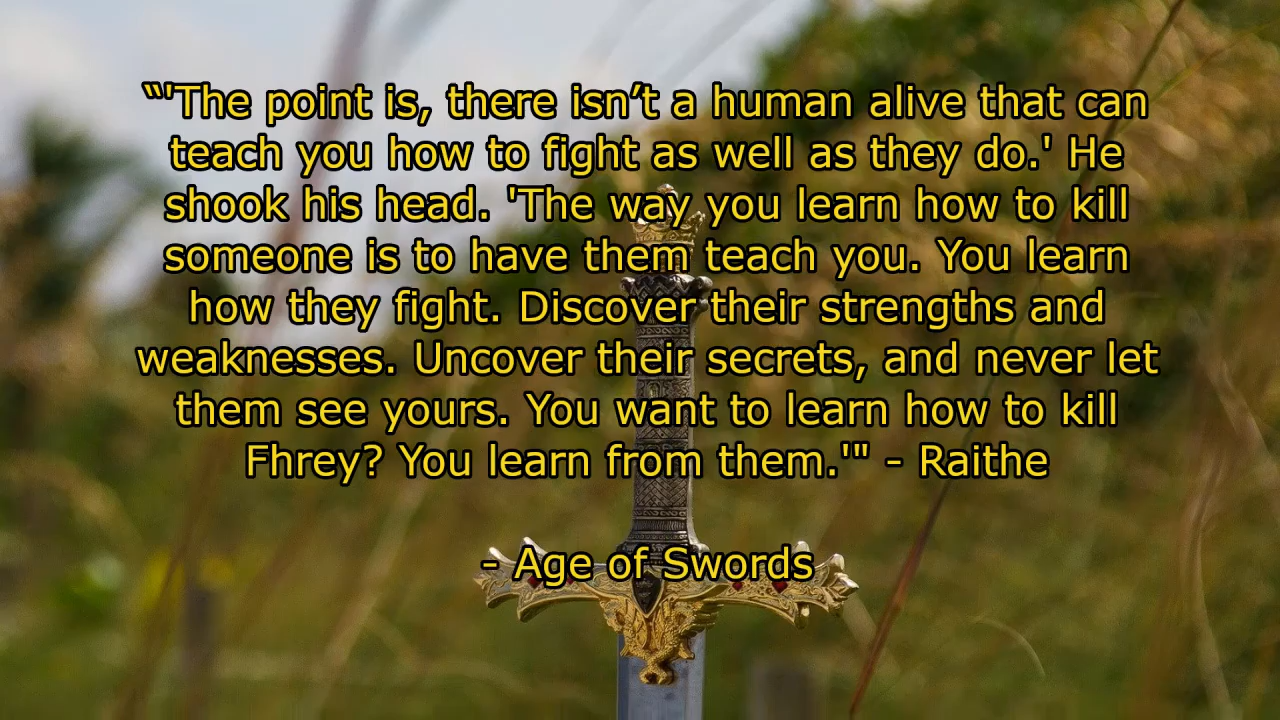 “'The point is, there isn’t a human alive that can
teach you how to fight as well as they do.' He
shook his head. 'The way you learn how to kill
someone is to have them teach you. You learn
how they fight. Discover their strengths and
weaknesses. Uncover their secrets, and never let
them see yours. You want to learn how to kill
Fhrey? You learn from them.'" - Raithe
- Age of Swords